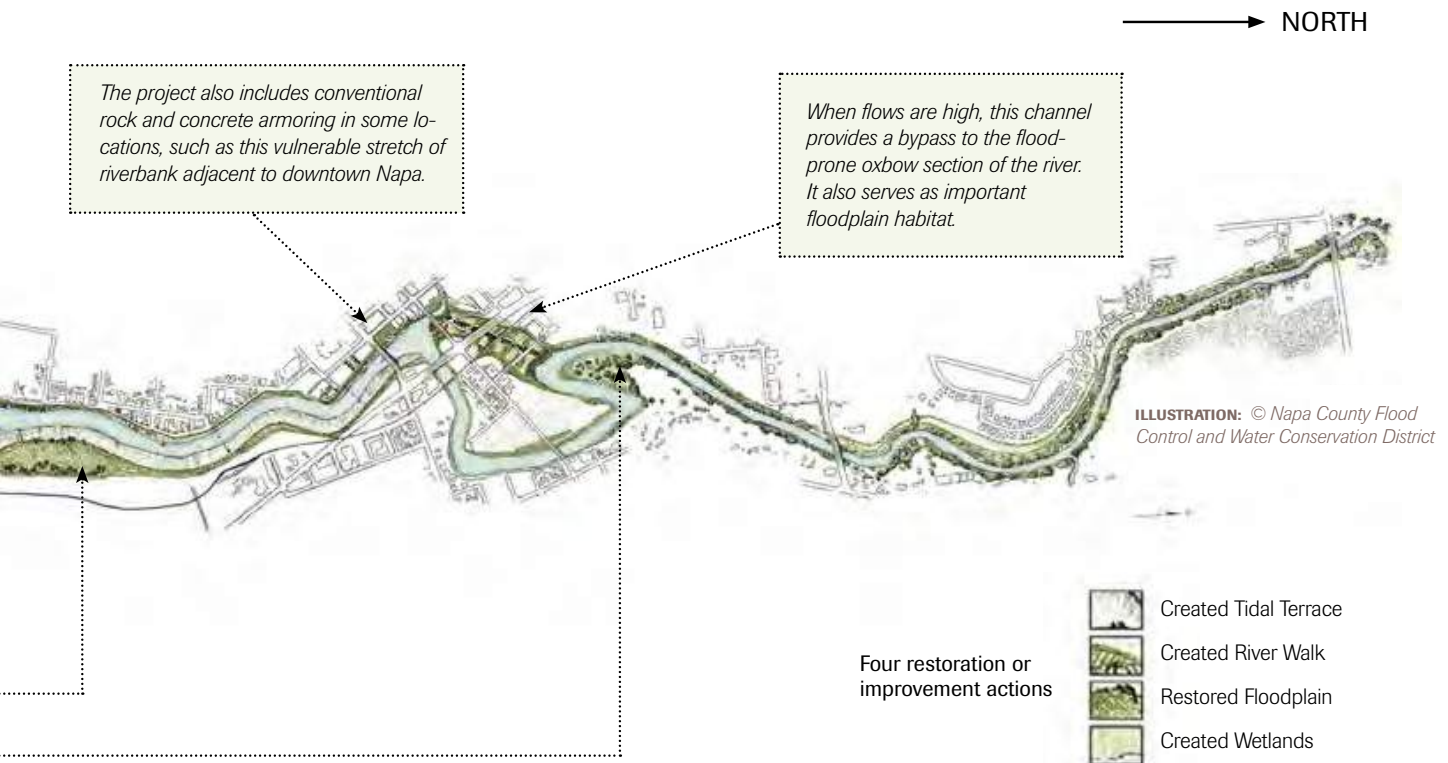 NORTH
The project also includes conventional
rock and concrete armoring in some lo-
cations, such as this vulnerable stretch of
riverbank adjacent to downtown Napa.
When flows are high, this channel
provides a bypass to the flood-
prone oxbow section of the river.
It also serves as important
floodplain habitat.
ILLUSTRATION: © Napa County Flood
Control and Water Conservation District
Four restoration or
improvement actions
Created Tidal Terrace
Created River Walk
Restored Floodplain
Created Wetlands